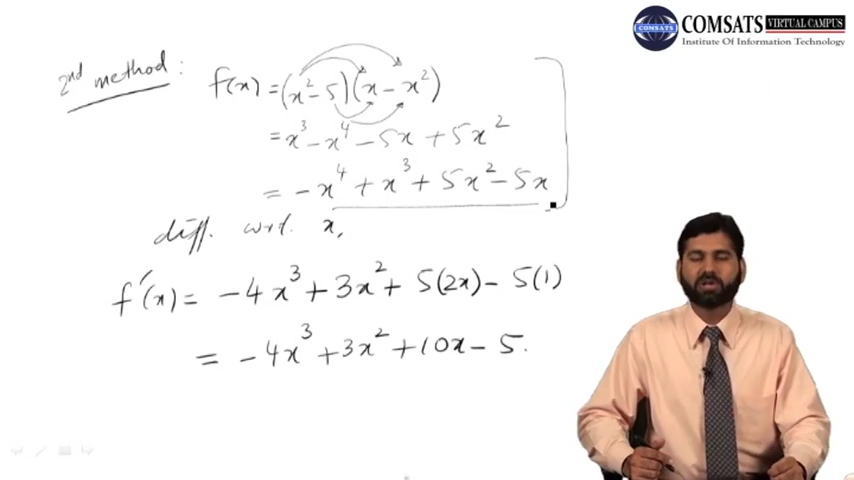 COMSATS VIRTUAL CAMPUS
COMSATS
Institute Of Information Technology
2nd method :
f(x) = (x² - 5)(x - x²)
= x³ - x⁴ - 5x + 5x²
= - x⁴ + x³ + 5x² - 5x
diff. w.r.t. x,
f'(x) = - 4x³ + 3x² + 5(2x) - 5(1)
= - 4x³ + 3x² + 10x - 5.